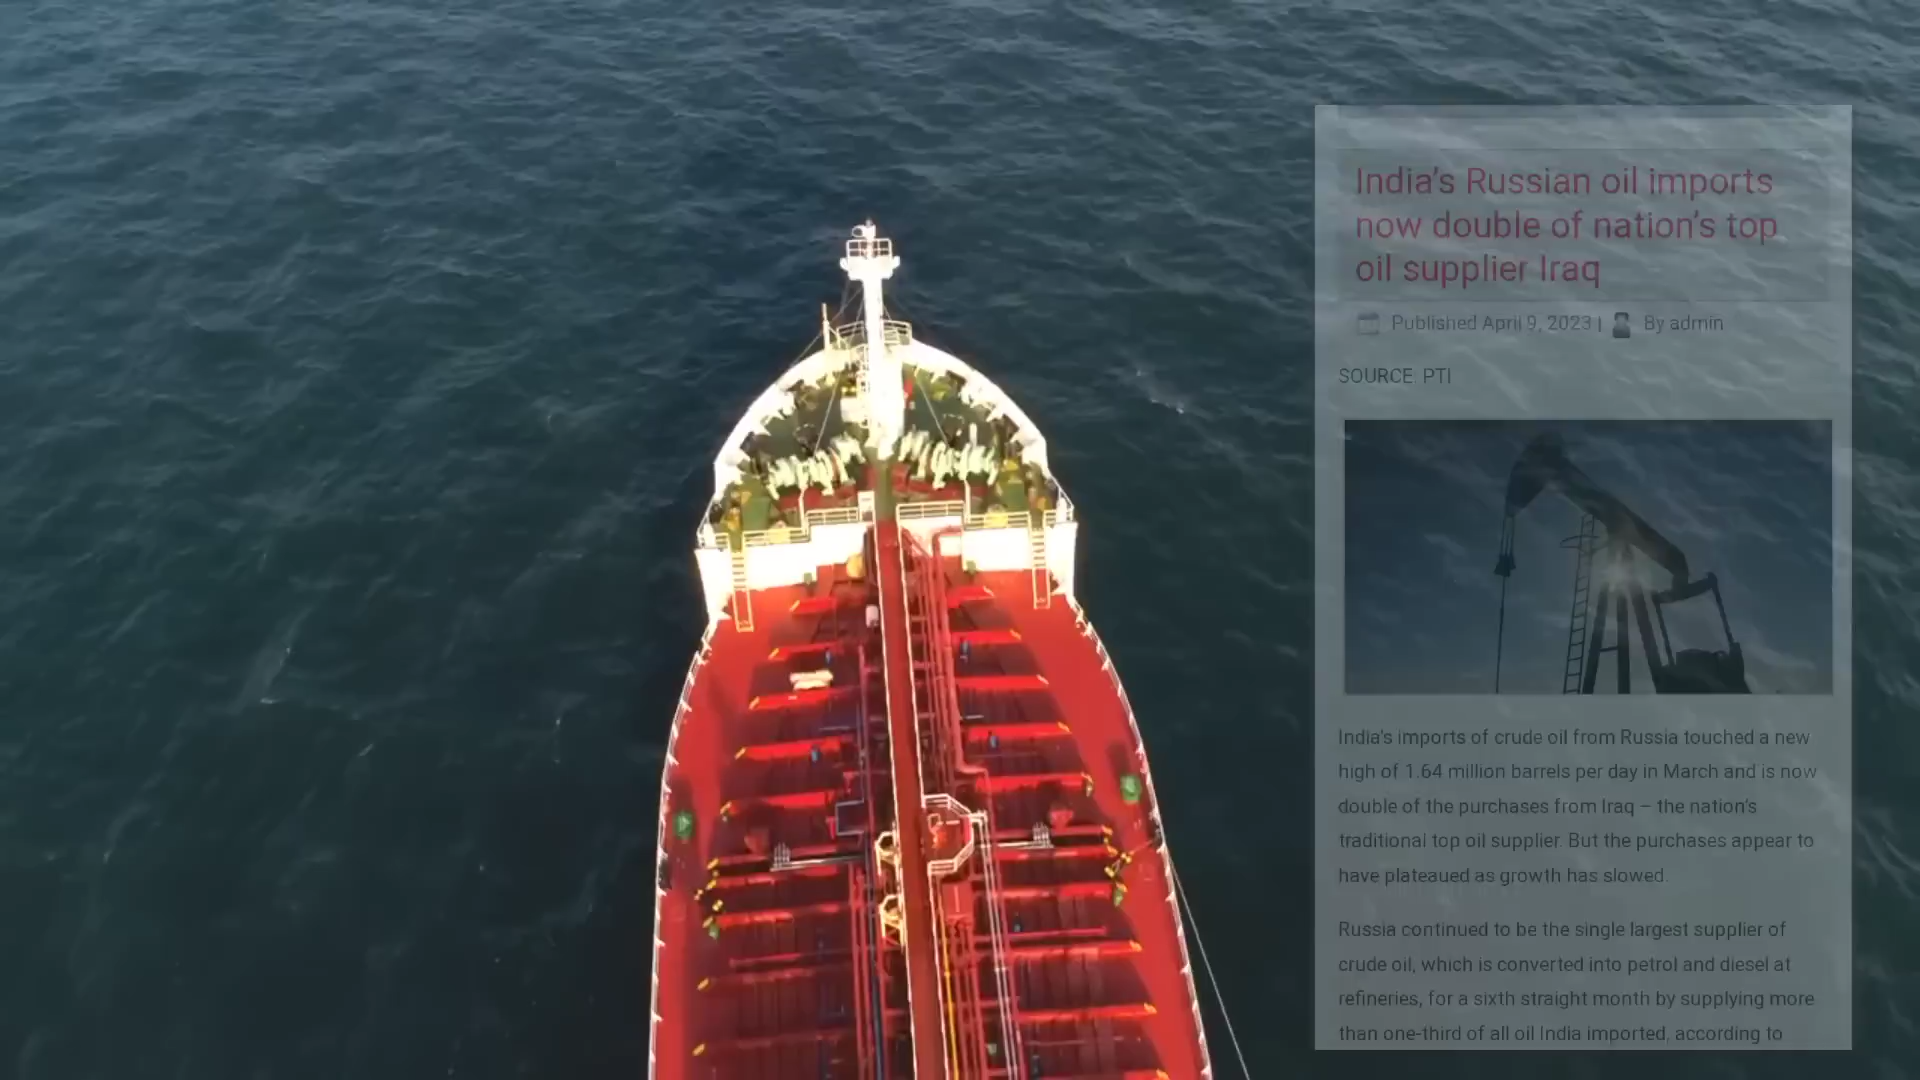 India's Russian oil imports
now double of nation's top
oil supplier Iraq
Published April 9, 2023 | By admin
SOURCE: PTI
India's imports of crude oil from Russia touched a new
high of 1.64 million barrels per day in March and is now
double of the purchases from Iraq – the nation's
traditional top oil supplier. But the purchases appear to
have plateaued as growth has slowed.
Russia continued to be the single largest supplier of
crude oil, which is converted into petrol and diesel at
refineries, for a sixth straight month by supplying more
than one-third of all oil India imported, according to